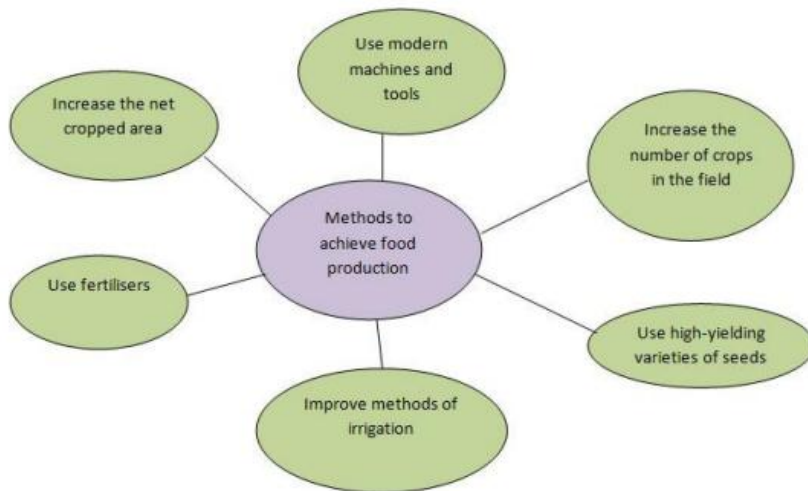 Use modern
machines and
tools
Increase the net
cropped area
Increase the
number of crops
in the field
Methods to
achieve food
production
Use fertilisers
Use high-yielding
varieties of seeds
Improve methods of
irrigation